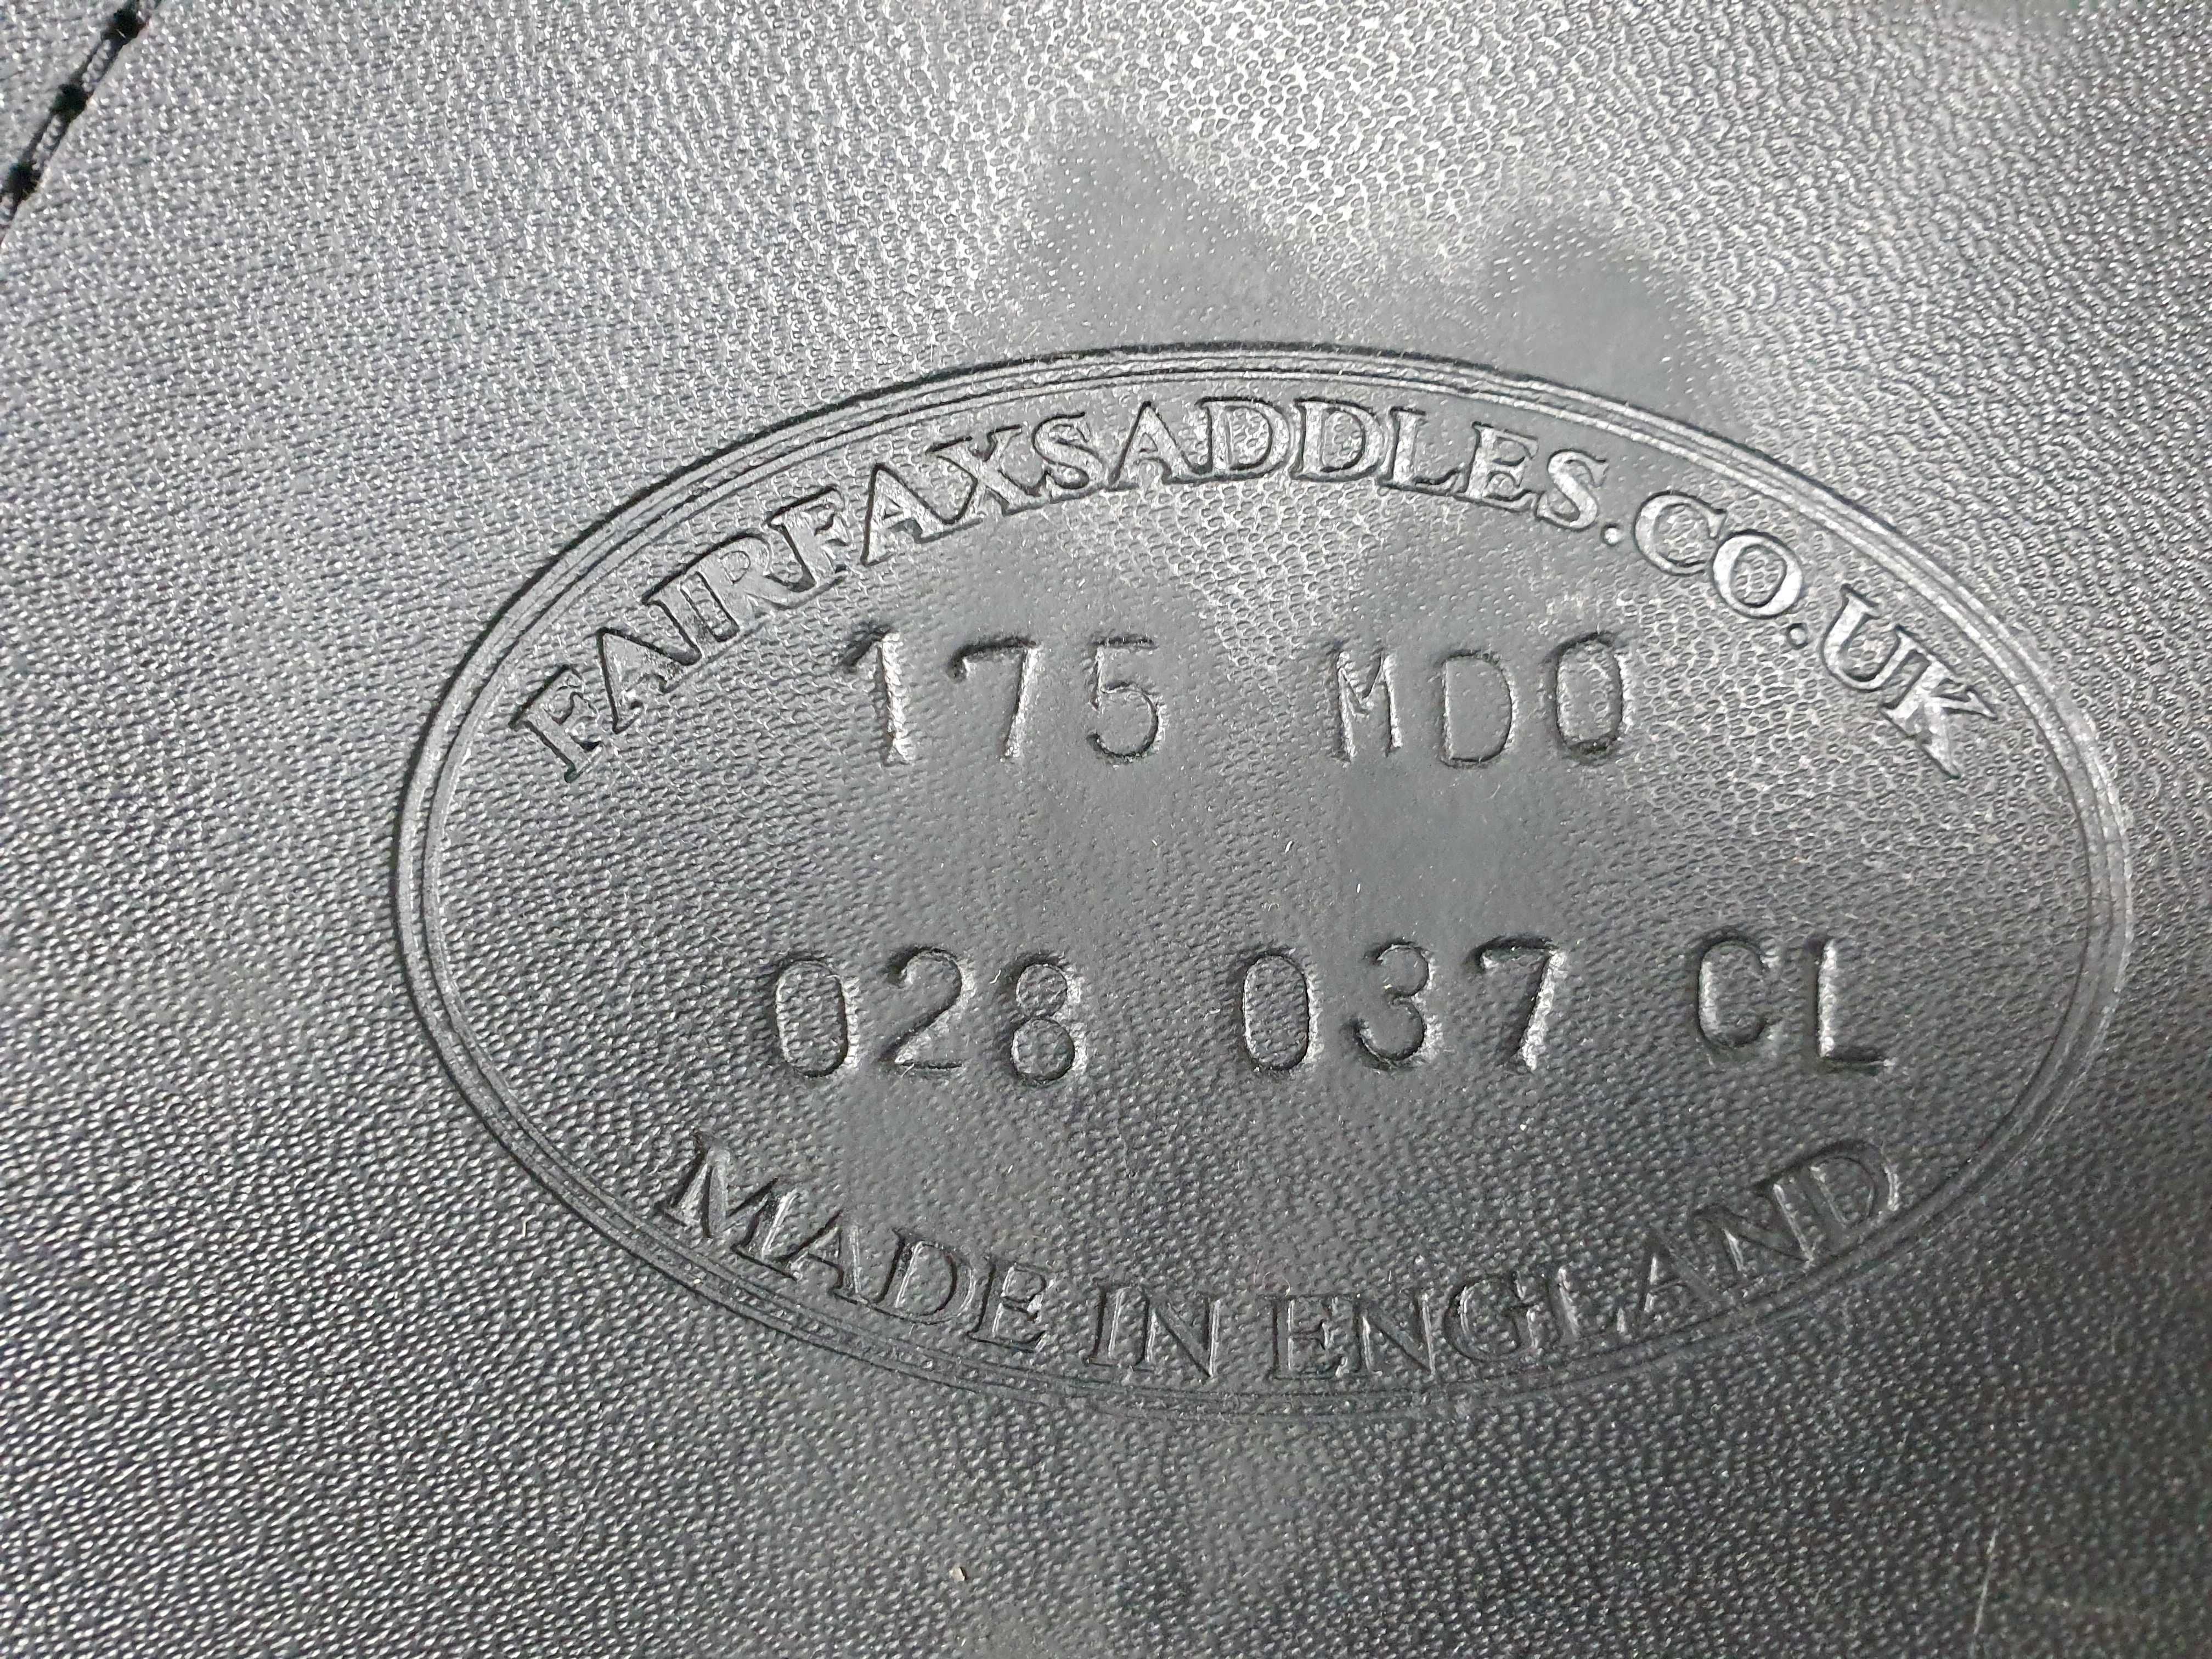 FAIRFAXSADDLES.CO.UK
175 MDO
028 037 CL
MADE IN ENGLAND